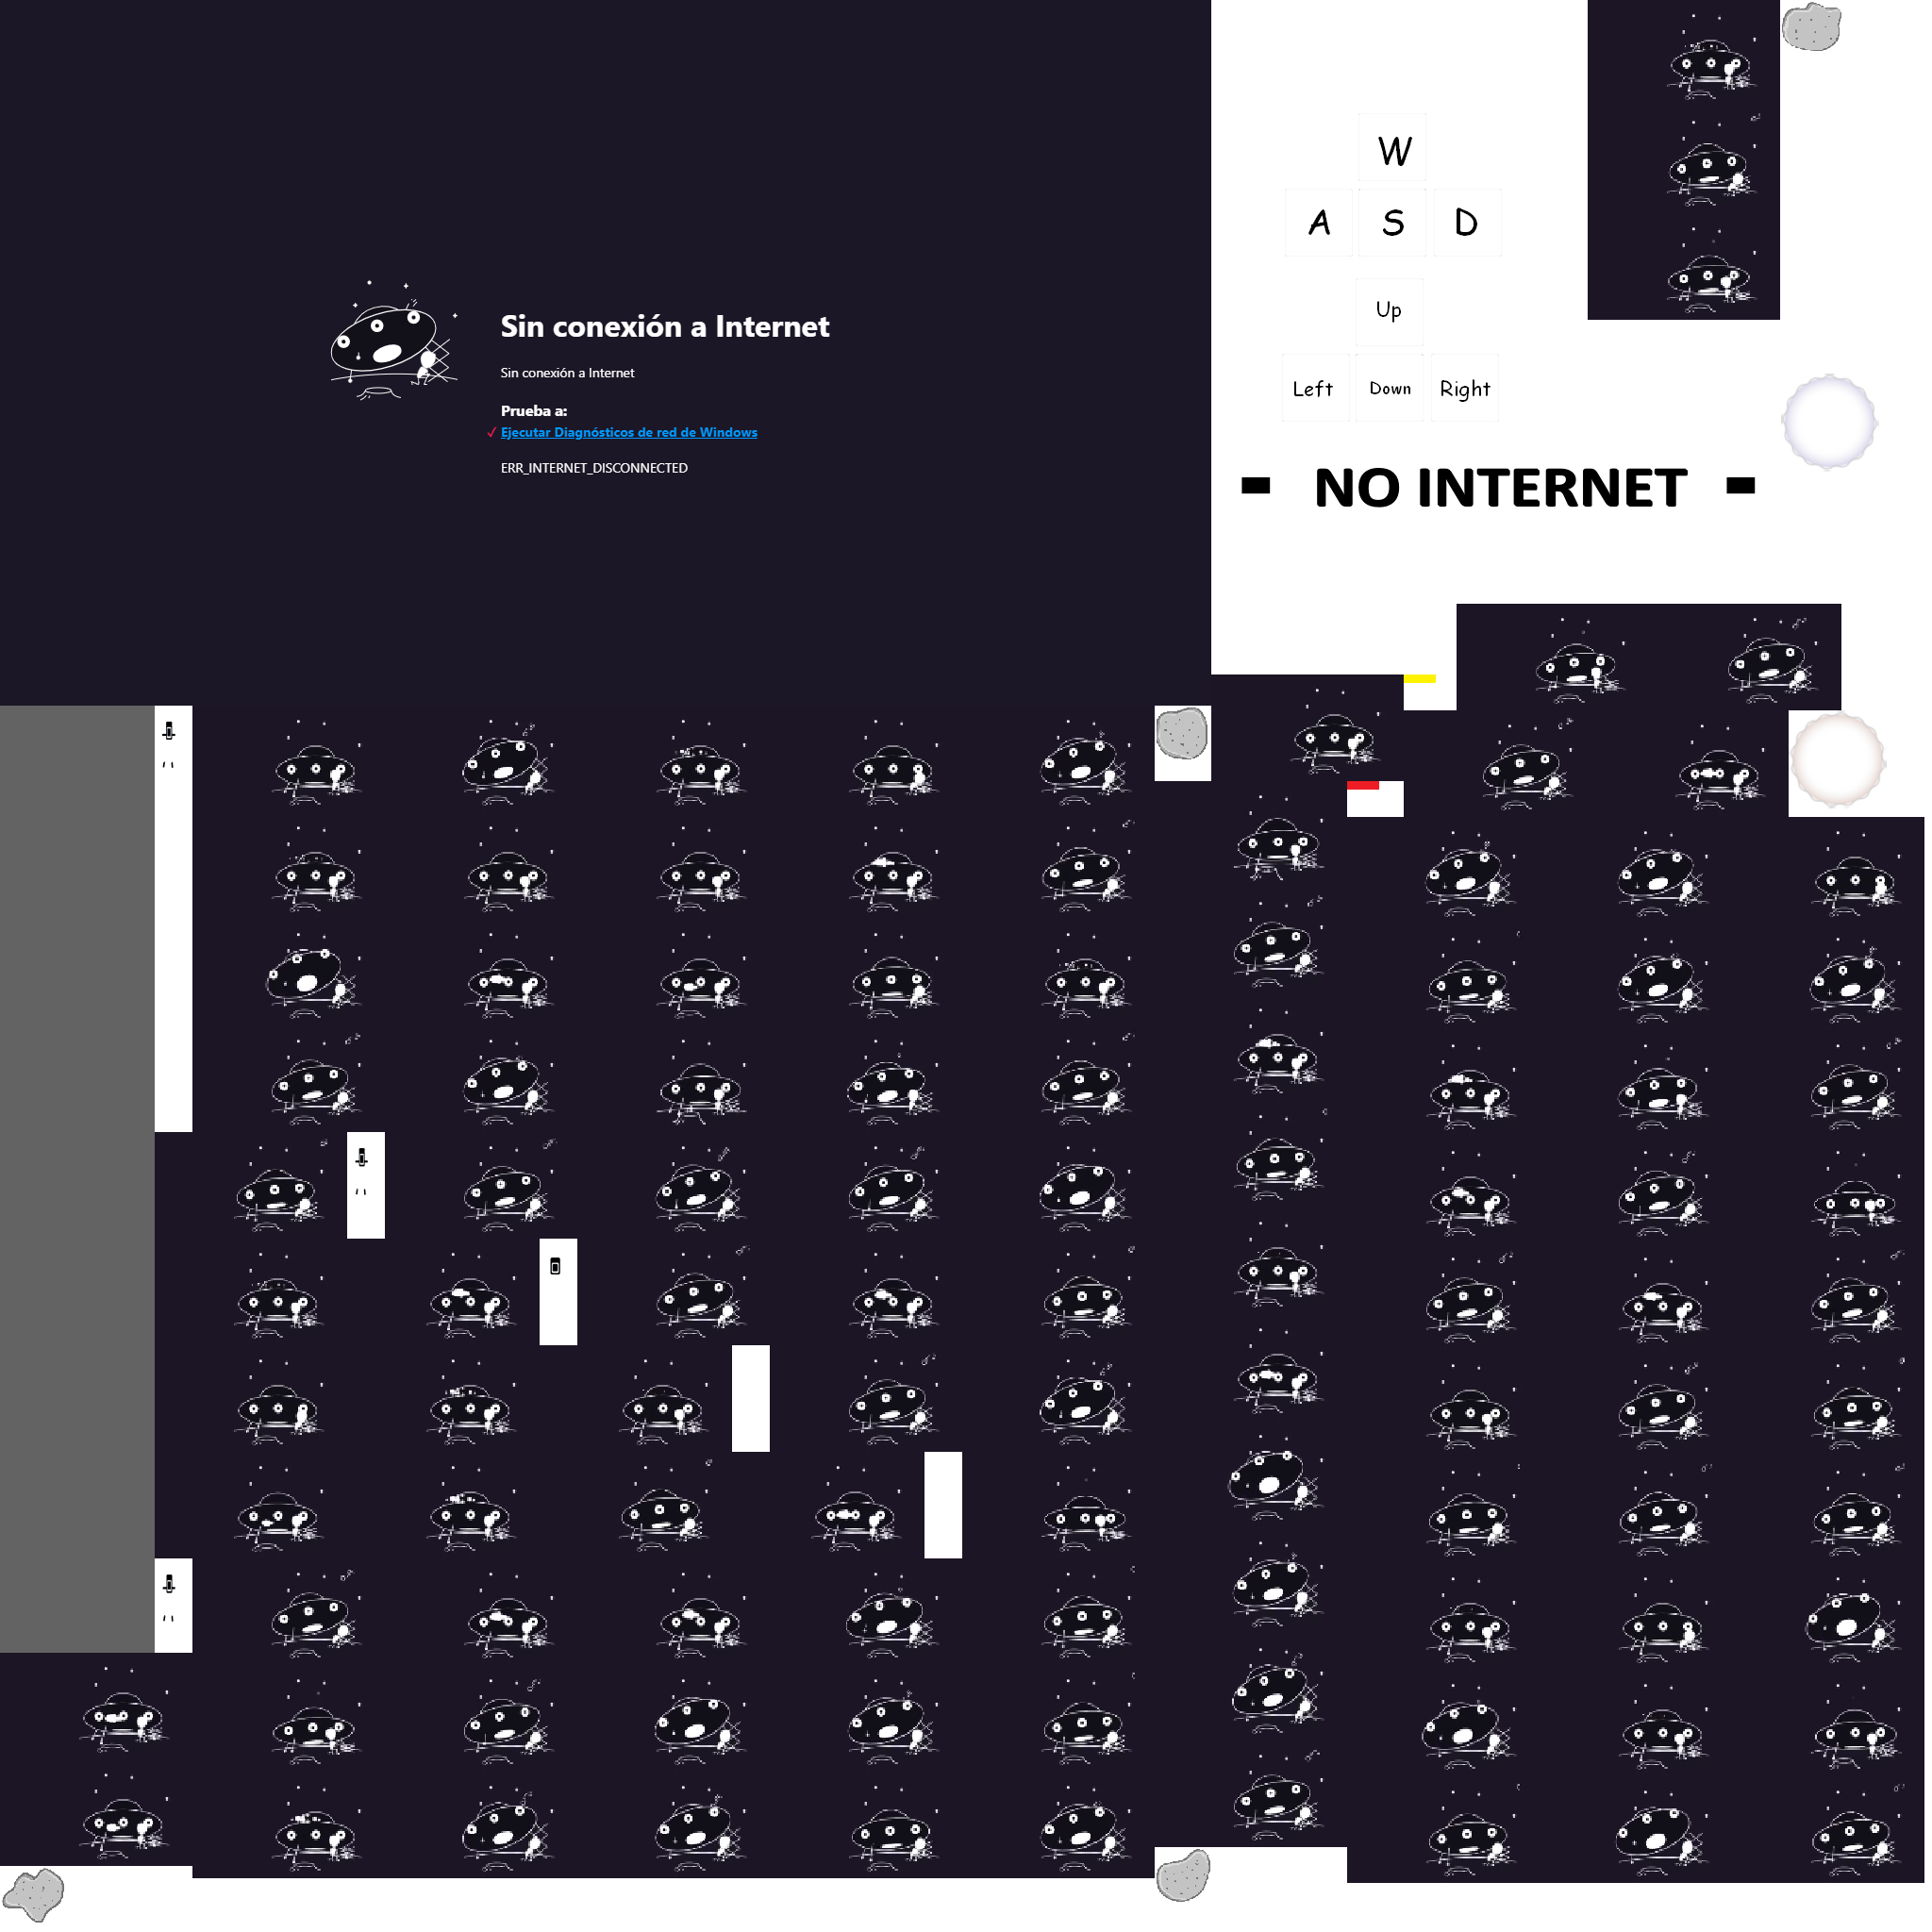 Sin conexión a Internet
Sin conexión a Internet
Prueba a:
Ejecutar Diagnósticos de red de Windows
ERR_INTERNET_DISCONNECTED
W
A S D
Up
Left Down Right
- NO INTERNET -